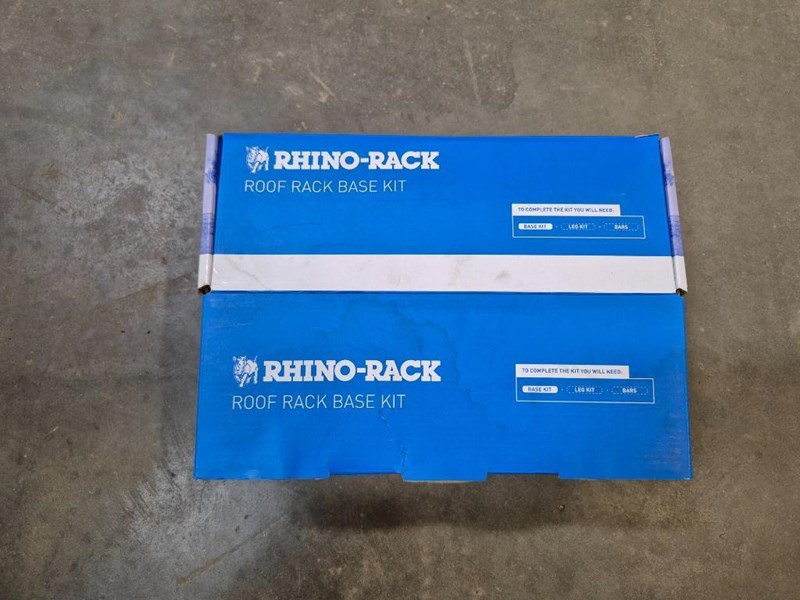 RHINO-RACK
ROOF RACK BASE KIT
TO COMPLETE THE KIT YOU WILL NEED:
BASE KIT + LEG KIT + BARS
RHINO-RACK
ROOF RACK BASE KIT
TO COMPLETE THE KIT YOU WILL NEED:
BASE KIT + LEG KIT + BARS